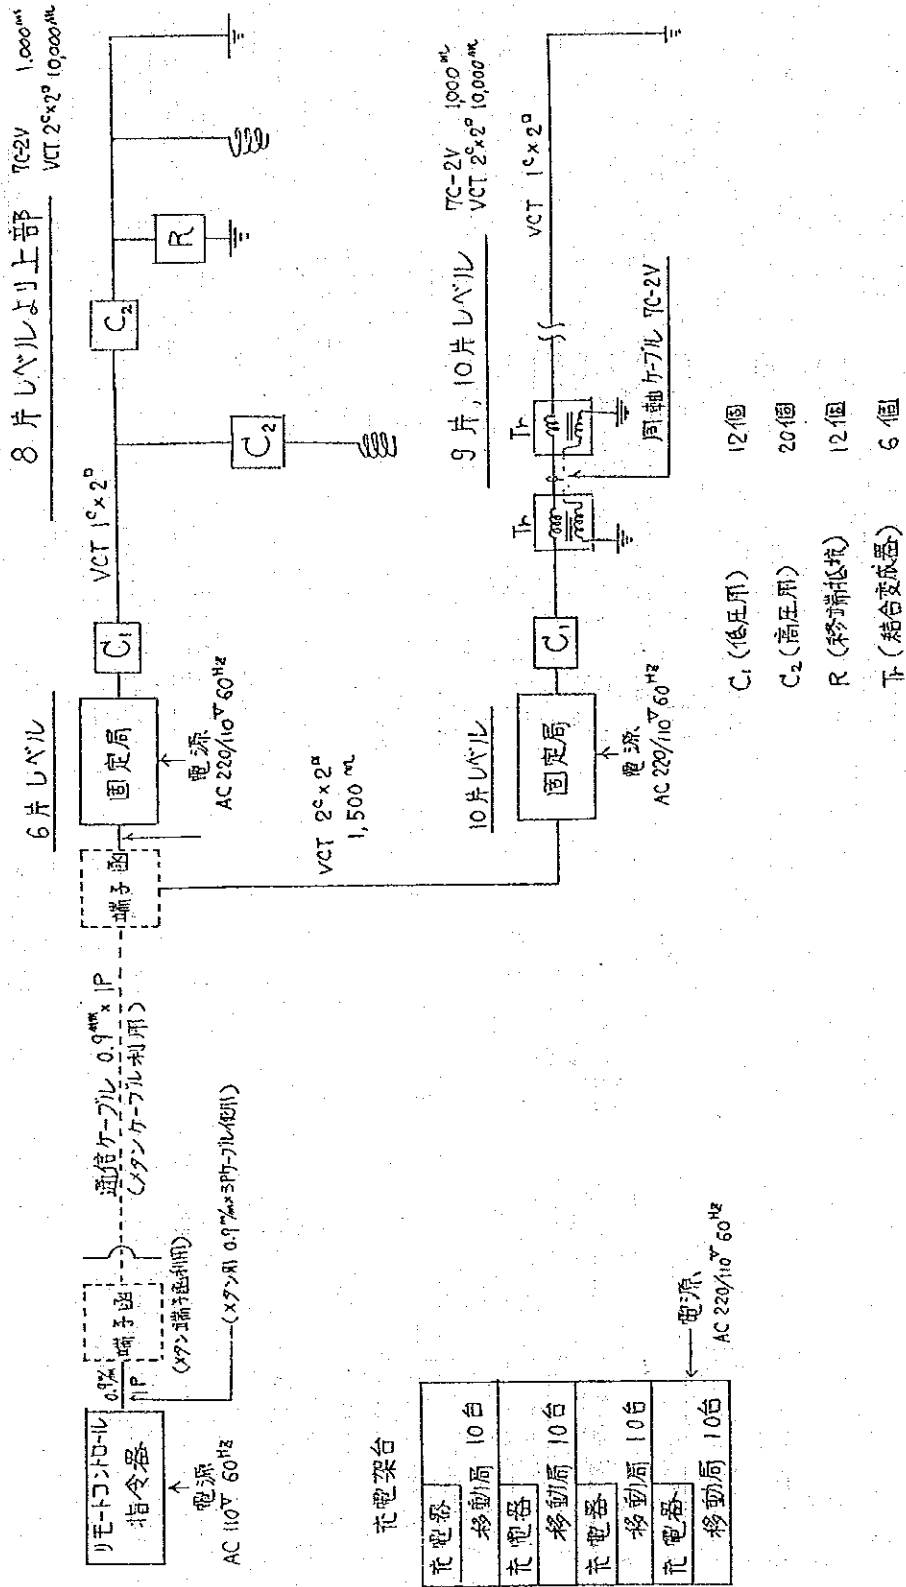 リモートコントロール
指令器
電源
AC 110V 60Hz
0.9%
1P
端子函
(メタン端子函利用)
(メタン用 0.9%×3Pケーブル使用)
通信ケーブル 0.9mm×1P
(メタンケーブル利用)
端子函
6片レベル
固定局
電源
AC 220/110V 60Hz
C1
VCT 1c×2□
C2
C2
R
8片レベルより上部
7C-2V 1,000m
VCT 2c×2□ 10,000m
VCT 2c×2□
1,500m
10片レベル
固定局
電源
AC 220/110V 60Hz
C1
Tr
Tr
9片,10片レベル
7C-2V 1,000m
VCT 2c×2□ 10,000m
VCT 1c×2□
同軸ケーブル 7C-2V
充電架台
充電器
移動局 10台
充電器
移動局 10台
充電器
移動局 10台
充電器
移動局 10台
電源
AC 220/110V 60Hz
C1 (低圧用) 12個
C2 (高圧用) 20個
R (終端抵抗) 12個
Tr (結合変成器) 6個